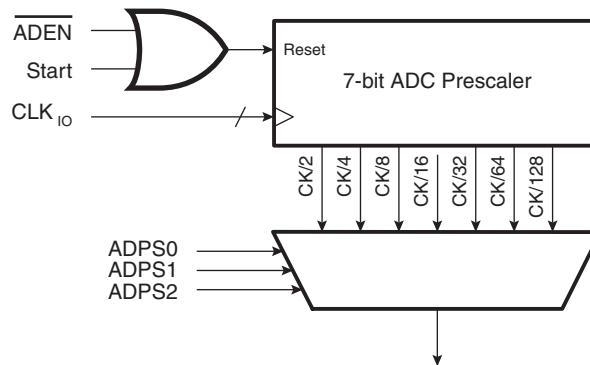 ADEN
Start
CLK IO
Reset
7-bit ADC Prescaler
CK/2
CK/4
CK/8
CK/16
CK/32
CK/64
CK/128
ADPS0
ADPS1
ADPS2